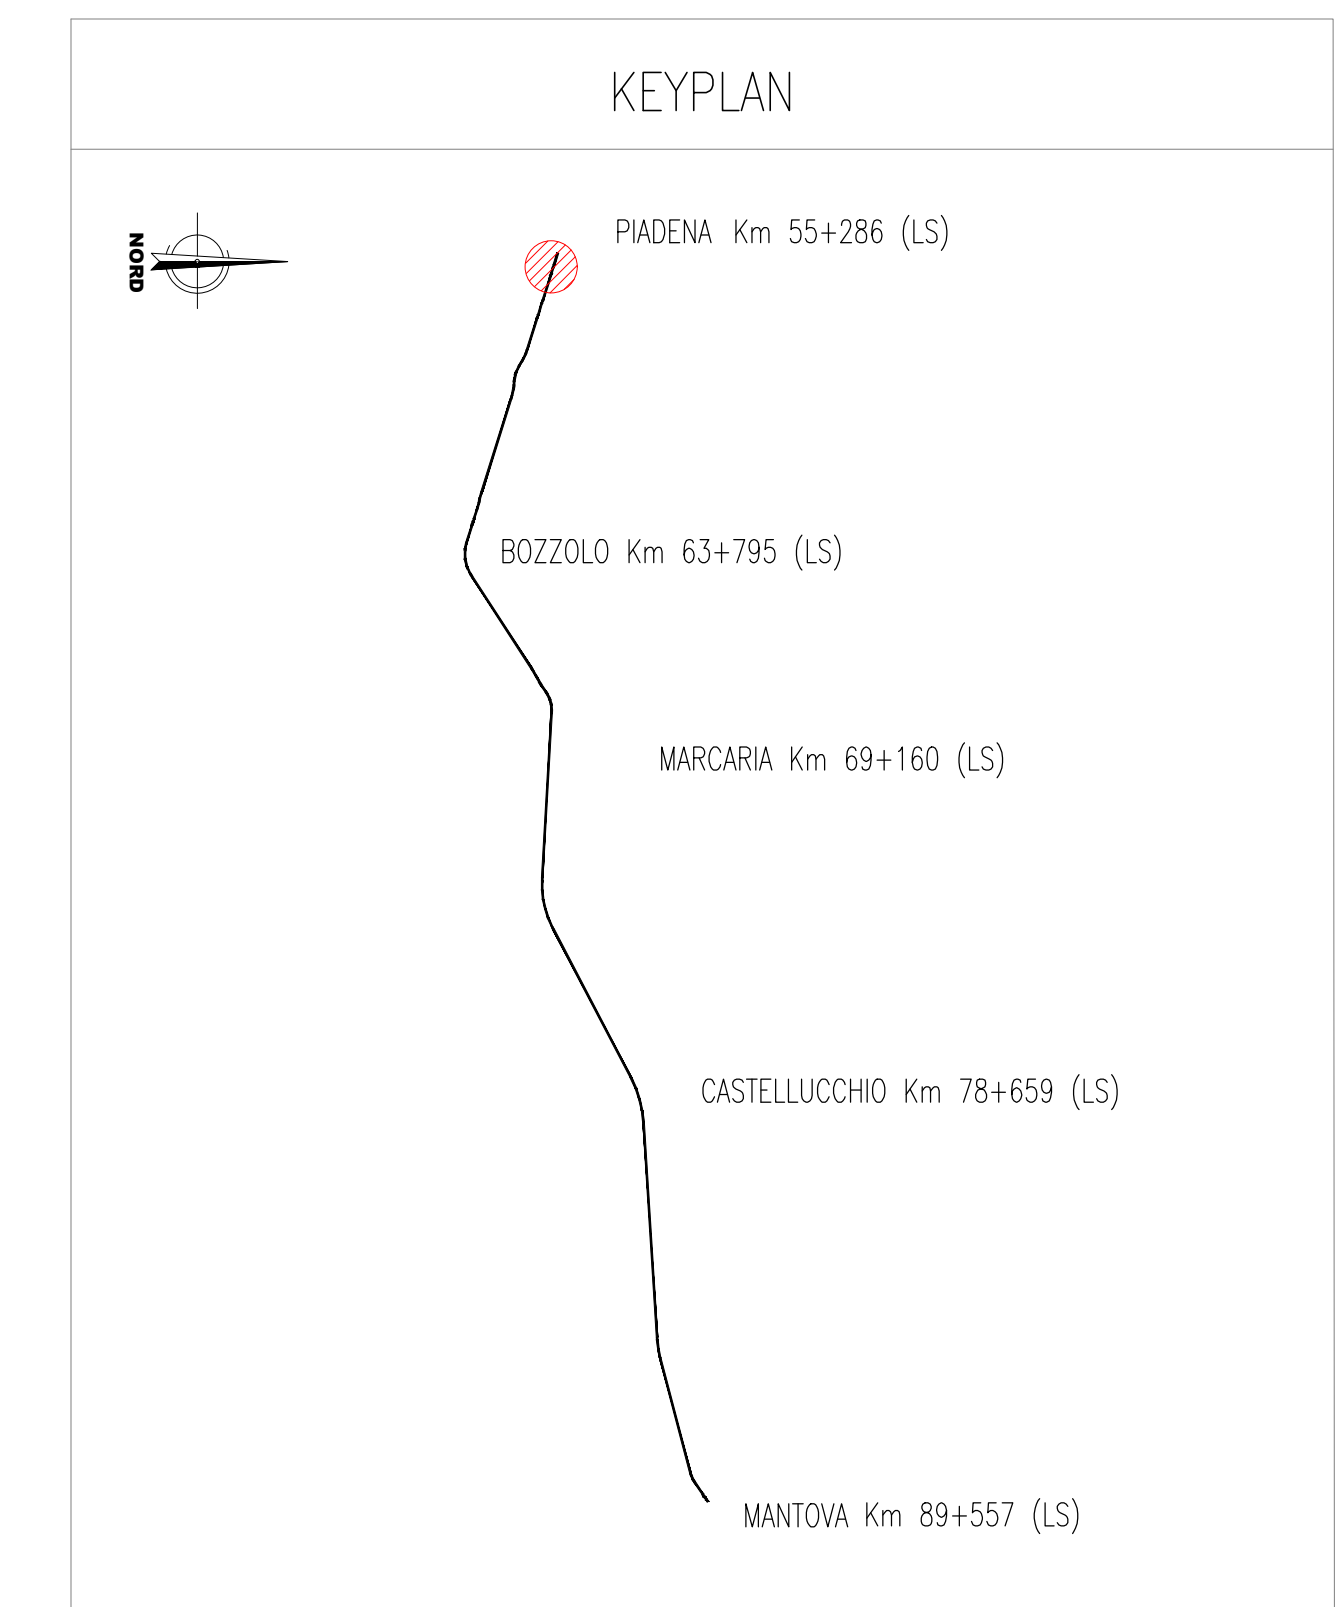 KEYPLAN
NORD
PIADENA Km 55+286 (LS)
BOZZOLO Km 63+795 (LS)
MARCARIA Km 69+160 (LS)
CASTELLUCCHIO Km 78+659 (LS)
MANTOVA Km 89+557 (LS)